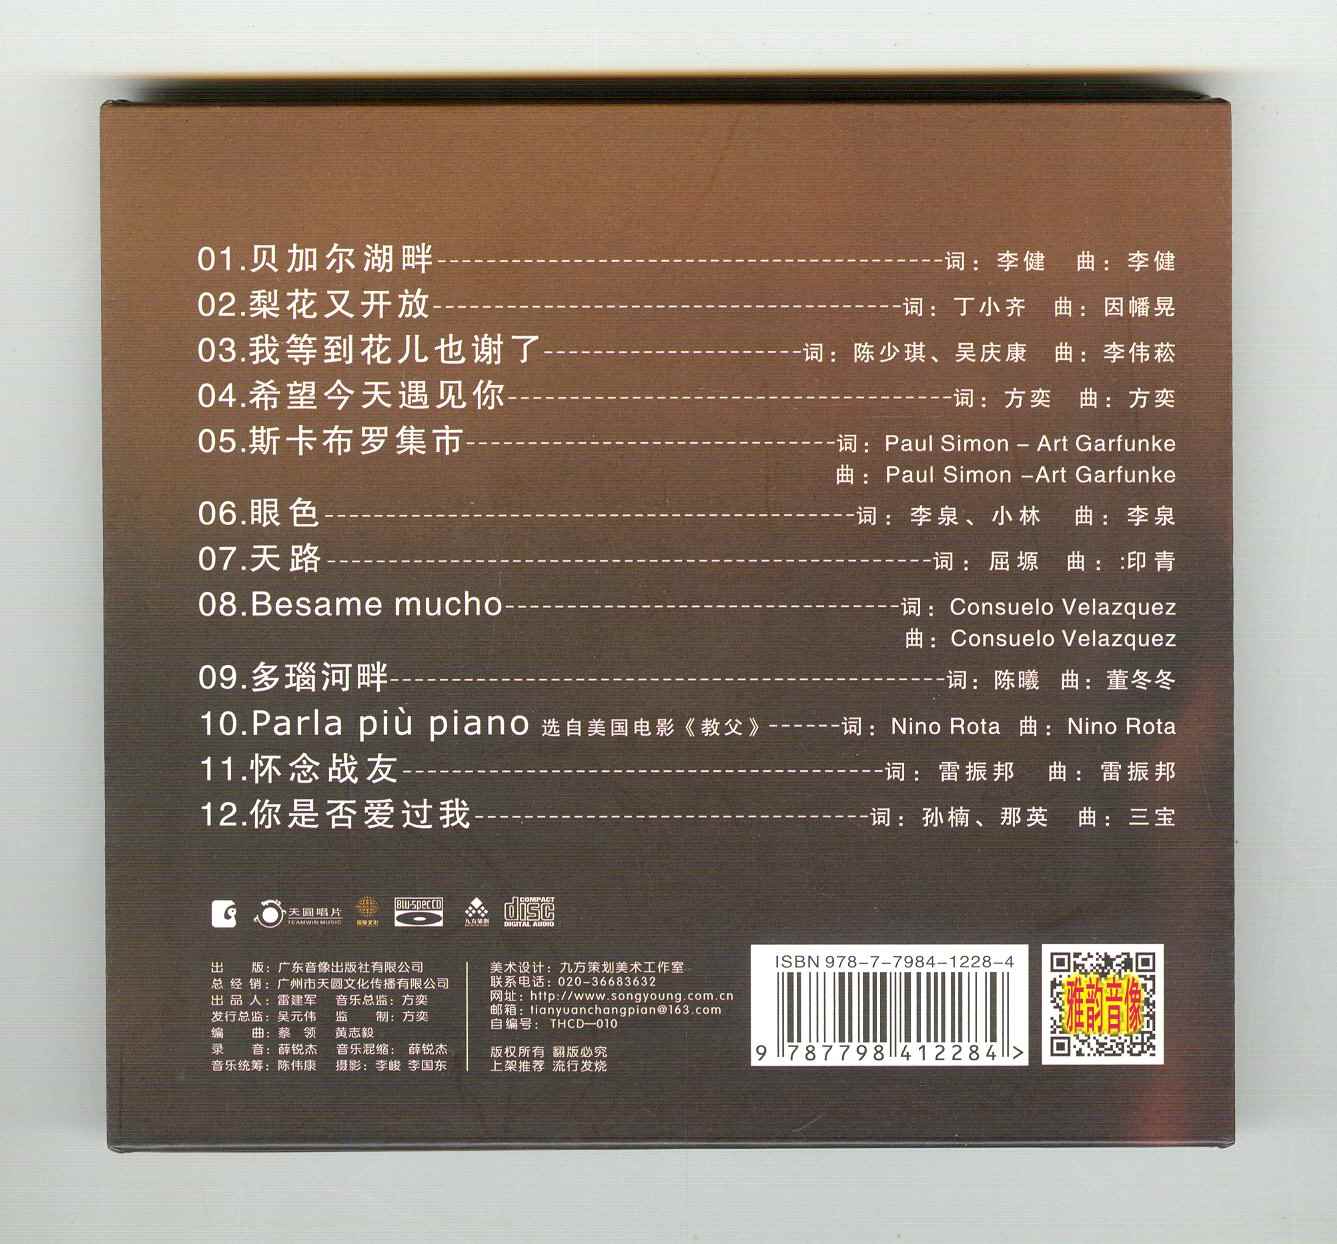 01.贝加尔湖畔--------词：李健 曲：李健
02.梨花又开放--------词：丁小齐 曲：因幡晃
03.我等到花儿也谢了--------词：陈少琪、吴庆康 曲：李伟菘
04.希望今天遇见你--------词：方奕 曲：方奕
05.斯卡布罗集市--------词：Paul Simon – Art Garfunke
曲：Paul Simon –Art Garfunke
06.眼色--------词：李泉、小林 曲：李泉
07.天路--------词：屈塬 曲：:印青
08.Besame mucho--------词：Consuelo Velazquez
曲：Consuelo Velazquez
09.多瑙河畔--------词：陈曦 曲：董冬冬
10.Parla più piano 选自美国电影《教父》------词：Nino Rota 曲：Nino Rota
11.怀念战友--------词：雷振邦 曲：雷振邦
12.你是否爱过我--------词：孙楠、那英 曲：三宝
天圆唱片
TEAMWIN MUSIC
BLU-SPEC CD
九方策划
COMPACT
disc
DIGITAL AUDIO
出版：广东音像出版社有限公司
总经销：广州市天圆文化传播有限公司
出品人：雷建军 音乐总监：方奕
发行总监：吴元伟 监制：方奕
编曲：蔡领 黄志毅
录音：薛锐杰 音乐混缩：薛锐杰
音乐统筹：陈伟康 摄影：李峻 李国东
美术设计：九方策划美术工作室
联系电话：020-36683632
网址：http://www.songyoung.com.cn
邮箱：tianyuanchangpian@163.com
自编号：THCD—010
版权所有 翻版必究
上架推荐 流行发烧
ISBN 978-7-7984-1228-4
9 787798 412284 >
雅韵音像